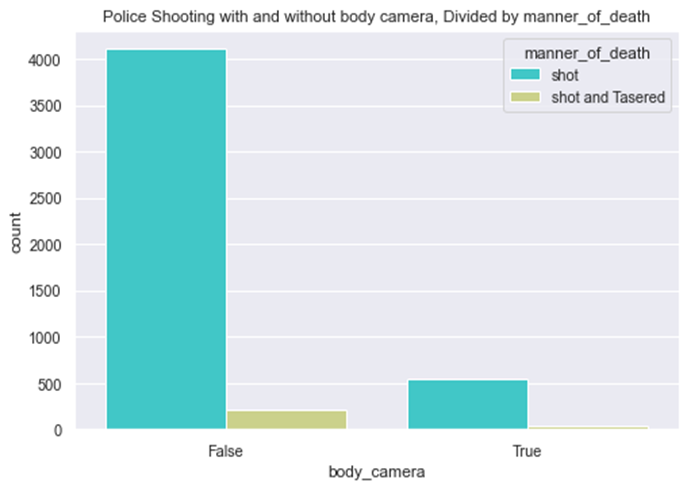 Police Shooting with and without body camera, Divided by manner_of_death
manner_of_death
shot
shot and Tasered
4000
3500
3000
2500
2000
1500
1000
500
0
count
False
True
body_camera